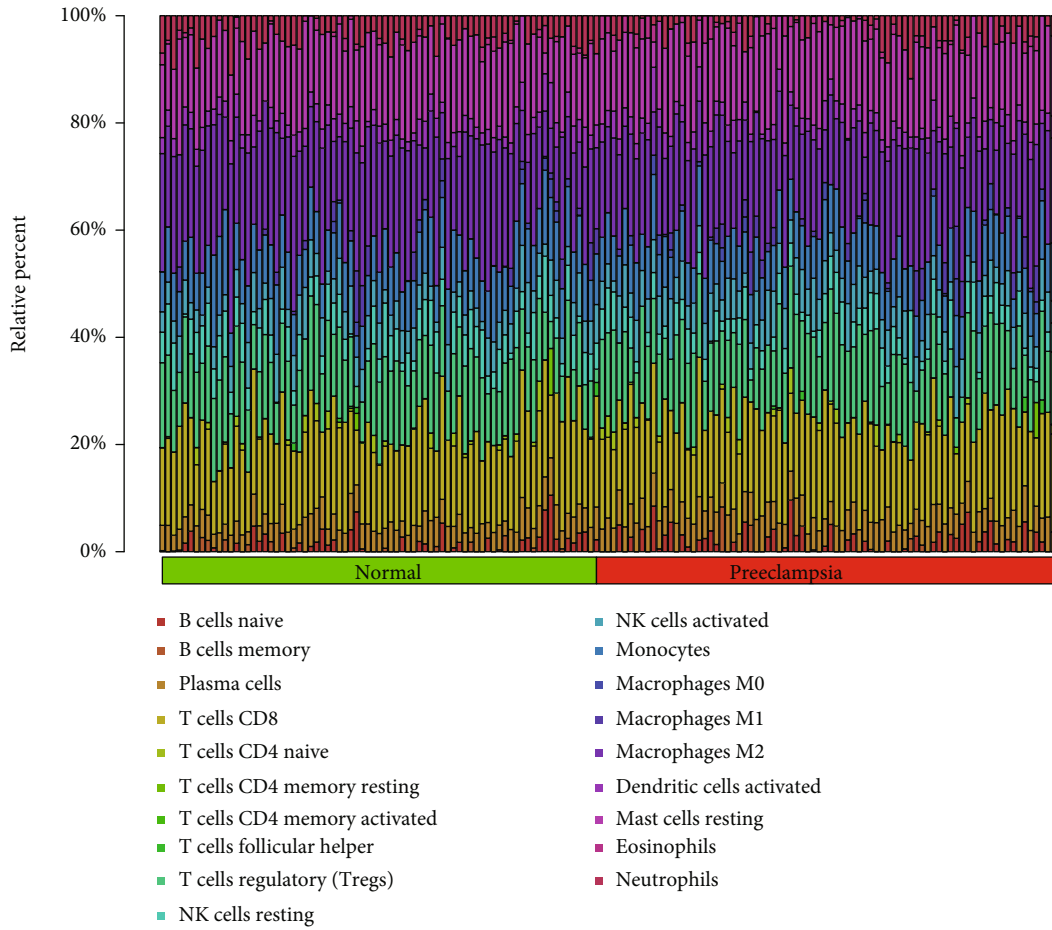 100%
80%
60%
40%
20%
0%
Relative percent
Normal
Preeclampsia
B cells naive
B cells memory
Plasma cells
T cells CD8
T cells CD4 naive
T cells CD4 memory resting
T cells CD4 memory activated
T cells follicular helper
T cells regulatory (Tregs)
NK cells resting
NK cells activated
Monocytes
Macrophages M0
Macrophages M1
Macrophages M2
Dendritic cells activated
Mast cells resting
Eosinophils
Neutrophils